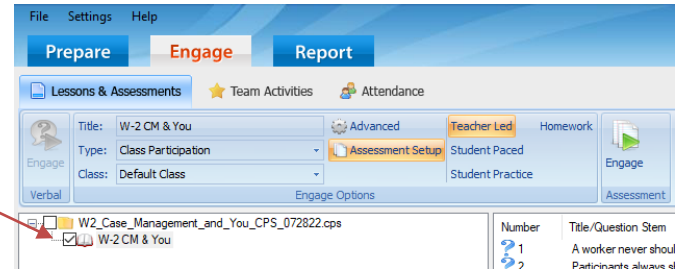 File Settings Help
Prepare Engage Report
Lessons & Assessments Team Activities Attendance
Title: W-2 CM & You Advanced Teacher Led Homework
Engage Type: Class Participation Assessment Setup Student Paced Engage
Class: Default Class Student Practice
Verbal Engage Options Assessment
W2_Case_Management_and_You_CPS_072822.cps
W-2 CM & You
Number Title/Question Stem
1 A worker never shoul
2 Participants always sh